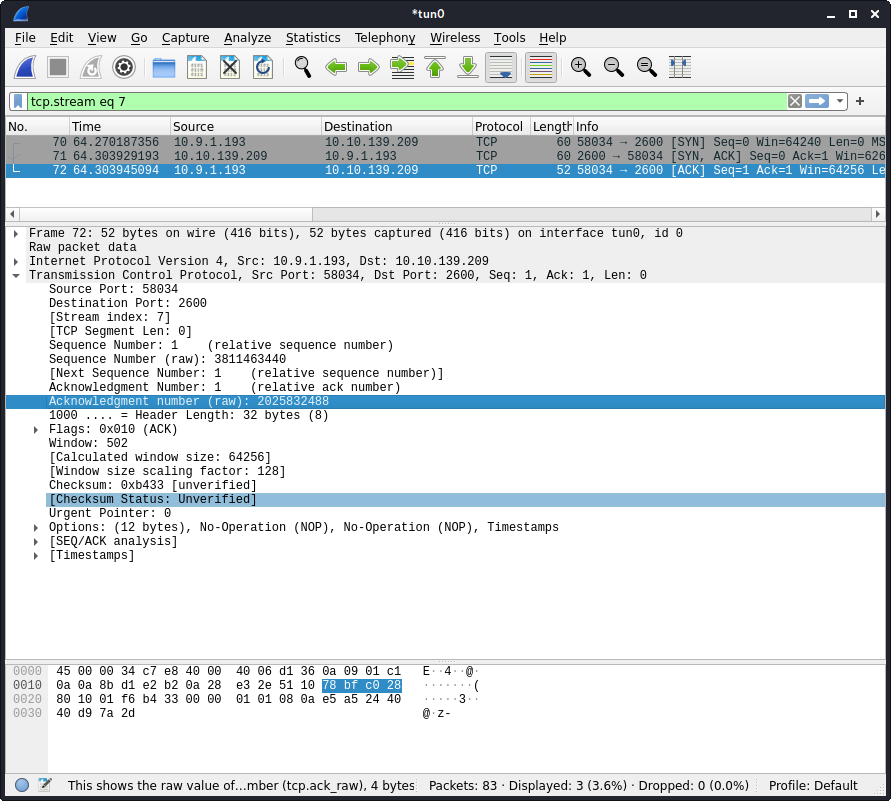 *tun0
File Edit View Go Capture Analyze Statistics Telephony Wireless Tools Help
tcp.stream eq 7
No. Time Source Destination Protocol Length Info
70 64.270187356 10.9.1.193 10.10.139.209 TCP 60 58034 → 2600 [SYN] Seq=0 Win=64240 Len=0 MS
71 64.303929193 10.10.139.209 10.9.1.193 TCP 60 2600 → 58034 [SYN, ACK] Seq=0 Ack=1 Win=626
72 64.303945094 10.9.1.193 10.10.139.209 TCP 52 58034 → 2600 [ACK] Seq=1 Ack=1 Win=64256 Le
Frame 72: 52 bytes on wire (416 bits), 52 bytes captured (416 bits) on interface tun0, id 0
Raw packet data
Internet Protocol Version 4, Src: 10.9.1.193, Dst: 10.10.139.209
Transmission Control Protocol, Src Port: 58034, Dst Port: 2600, Seq: 1, Ack: 1, Len: 0
Source Port: 58034
Destination Port: 2600
[Stream index: 7]
[TCP Segment Len: 0]
Sequence Number: 1 (relative sequence number)
Sequence Number (raw): 3811463440
[Next Sequence Number: 1 (relative sequence number)]
Acknowledgment Number: 1 (relative ack number)
Acknowledgment number (raw): 2025832488
1000 .... = Header Length: 32 bytes (8)
Flags: 0x010 (ACK)
Window: 502
[Calculated window size: 64256]
[Window size scaling factor: 128]
Checksum: 0xb433 [unverified]
[Checksum Status: Unverified]
Urgent Pointer: 0
Options: (12 bytes), No-Operation (NOP), No-Operation (NOP), Timestamps
[SEQ/ACK analysis]
[Timestamps]
0000 45 00 00 34 c7 e8 40 00 40 06 d1 36 0a 09 01 c1 E··4··@·
0010 0a 0a 8b d1 e2 b2 0a 28 e3 2e 51 10 78 bf c0 28 ·······(
0020 80 10 01 f6 b4 33 00 00 01 01 08 0a e5 a5 24 40 ·····3··
0030 40 d9 7a 2d @·z-
This shows the raw value of…mber (tcp.ack_raw), 4 bytes Packets: 83 · Displayed: 3 (3.6%) · Dropped: 0 (0.0%) Profile: Default